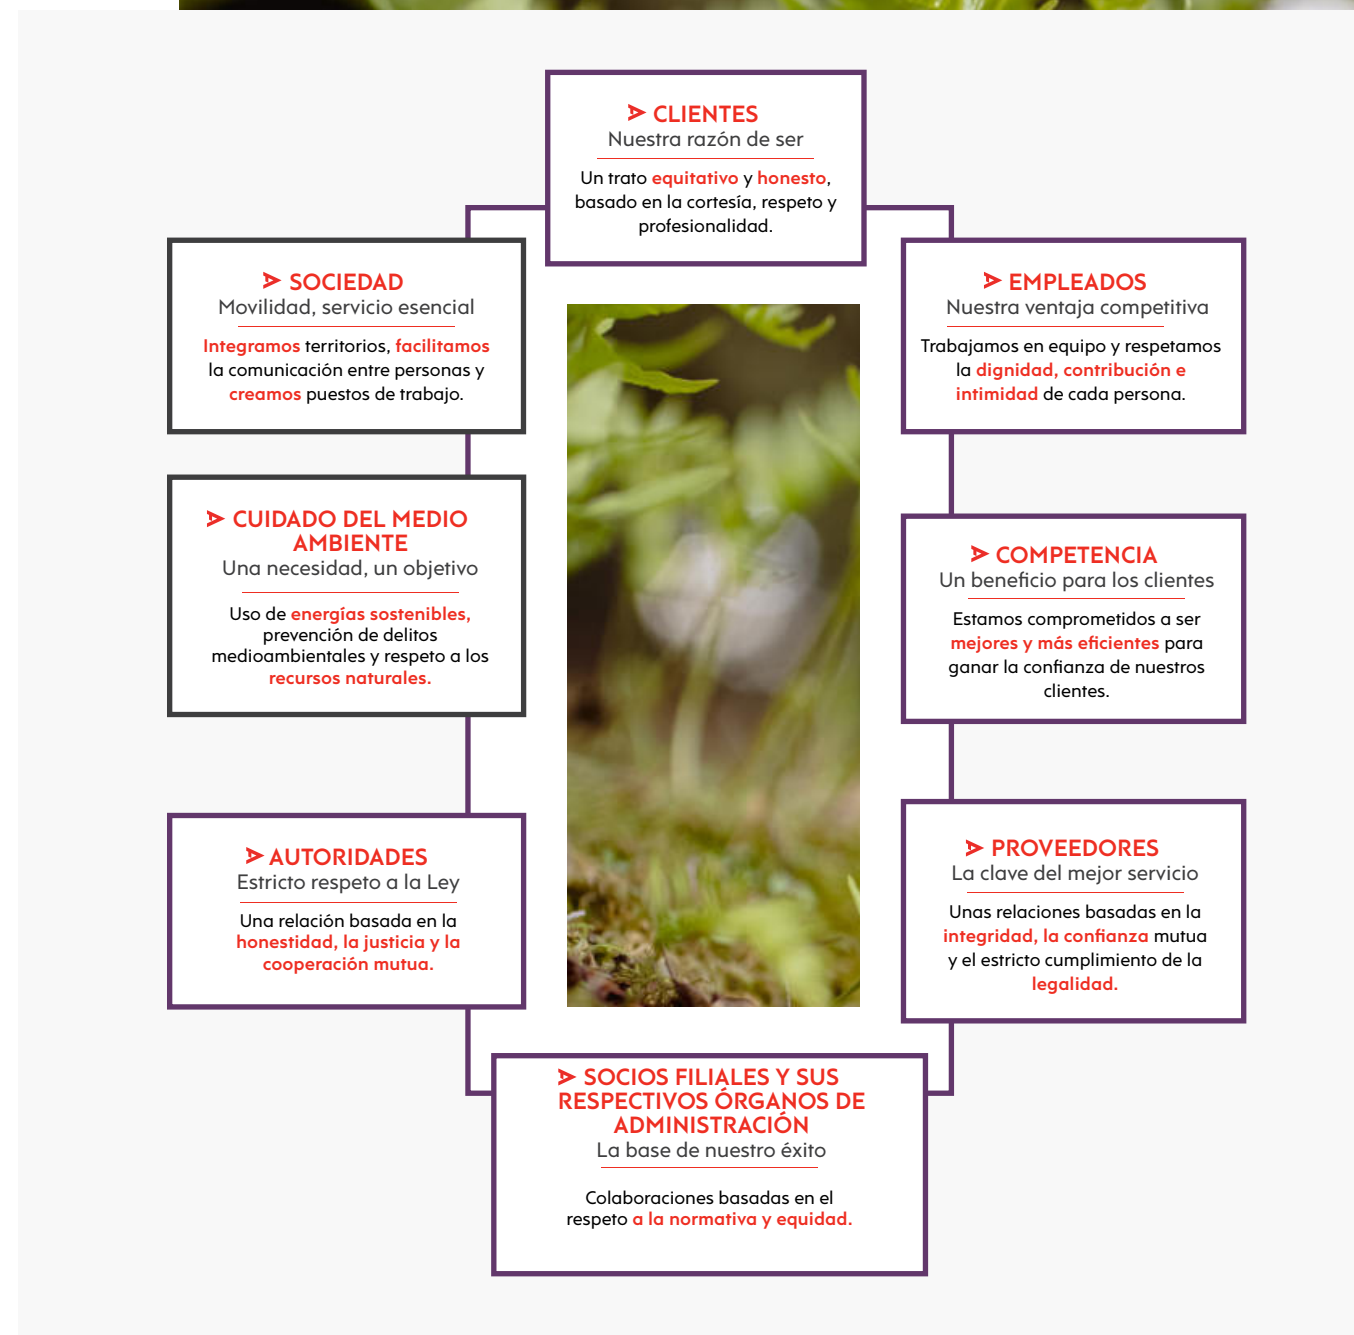 CLIENTES
Nuestra razón de ser
Un trato equitativo y honesto,
basado en la cortesía, respeto y
profesionalidad.
SOCIEDAD
Movilidad, servicio esencial
Integramos territorios, facilitamos
la comunicación entre personas y
creamos puestos de trabajo.
EMPLEADOS
Nuestra ventaja competitiva
Trabajamos en equipo y respetamos
la dignidad, contribución e
intimidad de cada persona.
CUIDADO DEL MEDIO
AMBIENTE
Una necesidad, un objetivo
Uso de energías sostenibles,
prevención de delitos
medioambientales y respeto a los
recursos naturales.
COMPETENCIA
Un beneficio para los clientes
Estamos comprometidos a ser
mejores y más eficientes para
ganar la confianza de nuestros
clientes.
AUTORIDADES
Estricto respeto a la Ley
Una relación basada en la
honestidad, la justicia y la
cooperación mutua.
PROVEEDORES
La clave del mejor servicio
Unas relaciones basadas en la
integridad, la confianza mutua
y el estricto cumplimiento de la
legalidad.
SOCIOS FILIALES Y SUS
RESPECTIVOS ÓRGANOS DE
ADMINISTRACIÓN
La base de nuestro éxito
Colaboraciones basadas en el
respeto a la normativa y equidad.